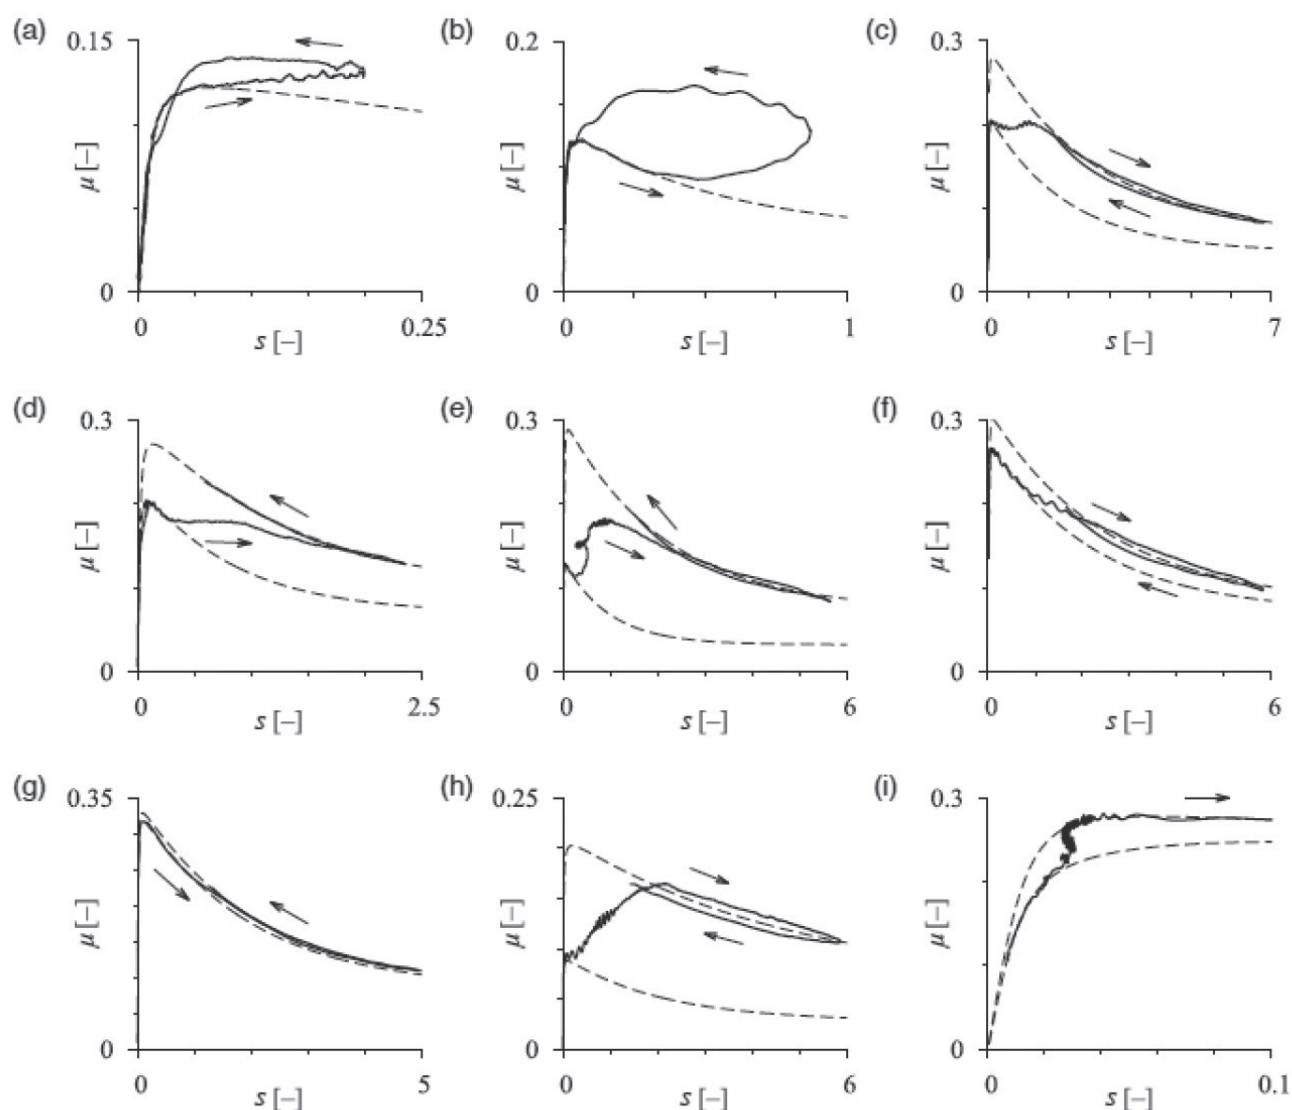 (a) 0.15 μ [–] 0 0 0.25 s [–]
(b) 0.2 μ [–] 0 0 1 s [–]
(c) 0.3 μ [–] 0 0 7 s [–]
(d) 0.3 μ [–] 0 0 2.5 s [–]
(e) 0.3 μ [–] 0 0 6 s [–]
(f) 0.3 μ [–] 0 0 6 s [–]
(g) 0.35 μ [–] 0 0 5 s [–]
(h) 0.25 μ [–] 0 0 6 s [–]
(i) 0.3 μ [–] 0 0 0.1 s [–]